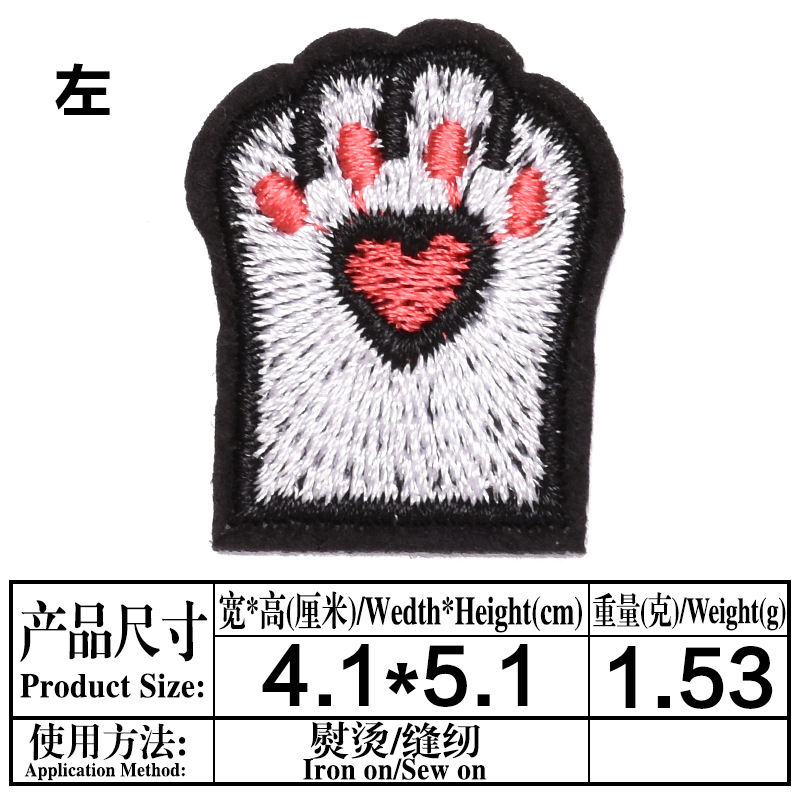 左
产品尺寸
Product Size:
宽*高(厘米)/Wedth*Height(cm)
4.1*5.1
重量(克)/Weight(g)
1.53
使用方法:
Application Method:
熨烫/缝纫
Iron on/Sew on